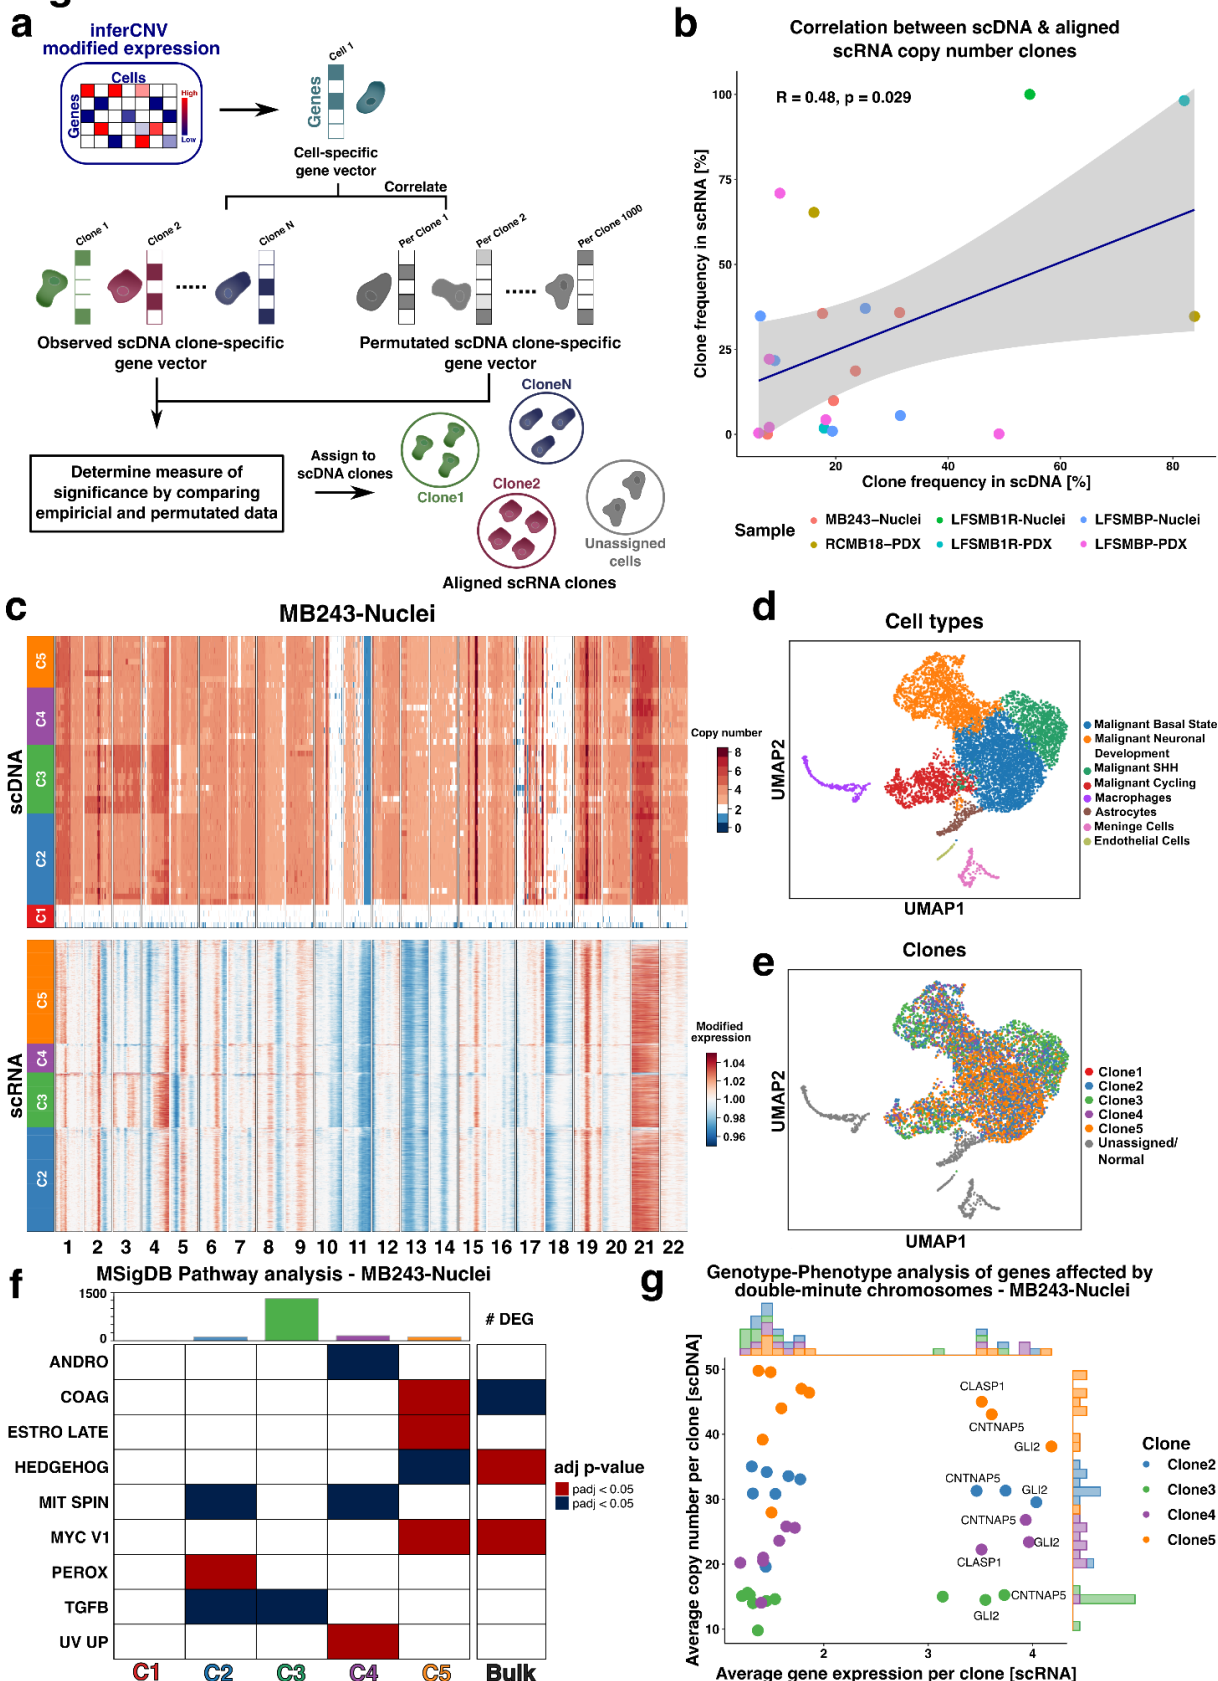 a
inferCNV
modified expression
Cells
Genes
High
Low
Cell 1
Genes
Cell-specific
gene vector
Correlate
Clone 1
Clone 2
Clone N
Per Clone 1
Per Clone 2
Per Clone 1000
Observed scDNA clone-specific
gene vector
Permutated scDNA clone-specific
gene vector
Determine measure of
significance by comparing
empiricial and permutated data
Assign to
scDNA clones
Clone1
CloneN
Clone2
Unassigned
cells
Aligned scRNA clones
b
Correlation between scDNA & aligned
scRNA copy number clones
R = 0.48, p = 0.029
Clone frequency in scRNA [%]
100
75
50
25
0
20
40
60
80
Clone frequency in scDNA [%]
Sample
MB243–Nuclei
LFSMB1R-Nuclei
LFSMBP-Nuclei
RCMB18–PDX
LFSMB1R-PDX
LFSMBP-PDX
c
MB243-Nuclei
scDNA
C5
C4
C3
C2
C1
Copy number
8
6
4
2
0
scRNA
C5
C4
C3
C2
Modified
expression
1.04
1.02
1.00
0.98
0.96
1 2 3 4 5 6 7 8 9 10 11 12 13 14 15 16 17 18 19 20 21 22
d
Cell types
UMAP2
UMAP1
Malignant Basal State
Malignant Neuronal
Development
Malignant SHH
Malignant Cycling
Macrophages
Astrocytes
Meninge Cells
Endothelial Cells
e
Clones
UMAP2
UMAP1
Clone1
Clone2
Clone3
Clone4
Clone5
Unassigned/
Normal
f
MSigDB Pathway analysis - MB243-Nuclei
1500
0
# DEG
ANDRO
COAG
ESTRO LATE
HEDGEHOG
MIT SPIN
MYC V1
PEROX
TGFB
UV UP
C1 C2 C3 C4 C5 Bulk
adj p-value
padj < 0.05
padj < 0.05
g
Genotype-Phenotype analysis of genes affected by
double-minute chromosomes - MB243-Nuclei
Average copy number per clone [scDNA]
50
40
30
20
10
CLASP1
CNTNAP5
GLI2
CNTNAP5
GLI2
CNTNAP5
GLI2
CLASP1
CNTNAP5
GLI2
2
3
4
Average gene expression per clone [scRNA]
Clone
Clone2
Clone3
Clone4
Clone5